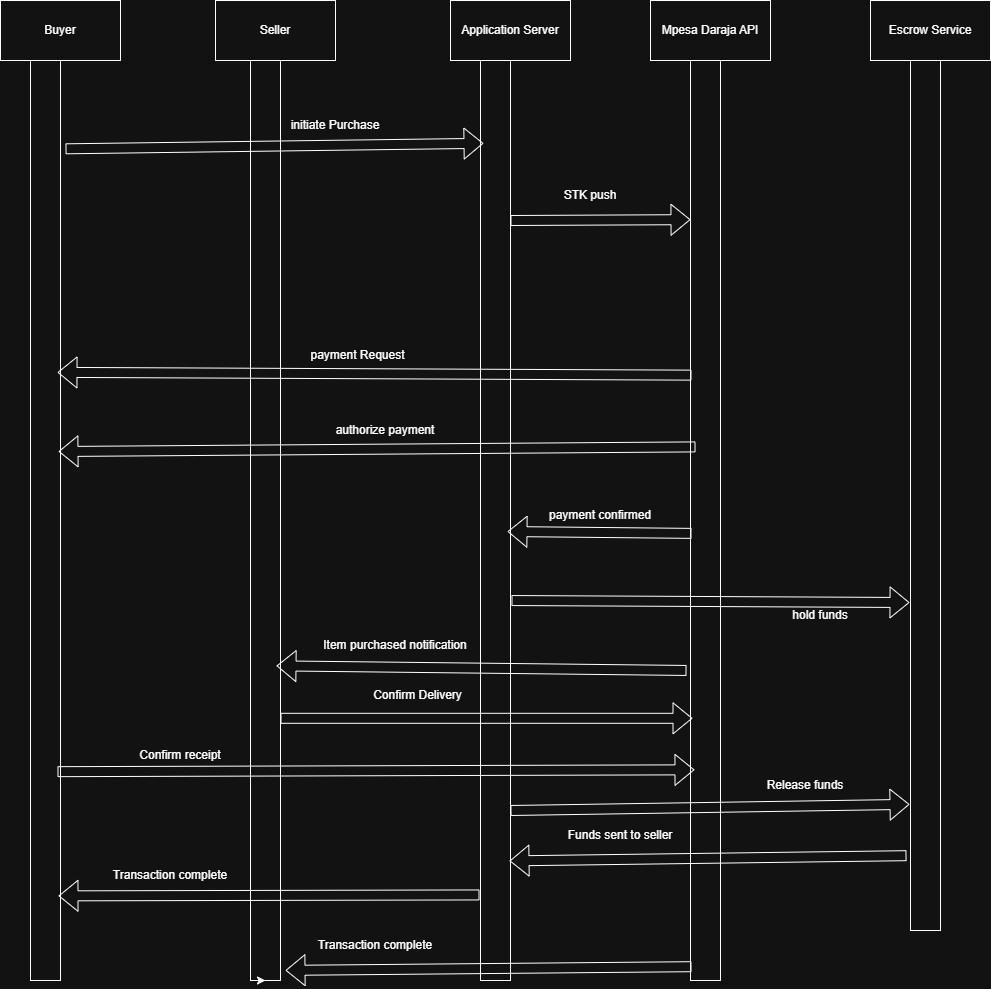 Buyer
Seller
Application Server
Mpesa Daraja API
Escrow Service
initiate Purchase
STK push
payment Request
authorize payment
payment confirmed
hold funds
Item purchased notification
Confirm Delivery
Confirm receipt
Release funds
Funds sent to seller
Transaction complete
Transaction complete